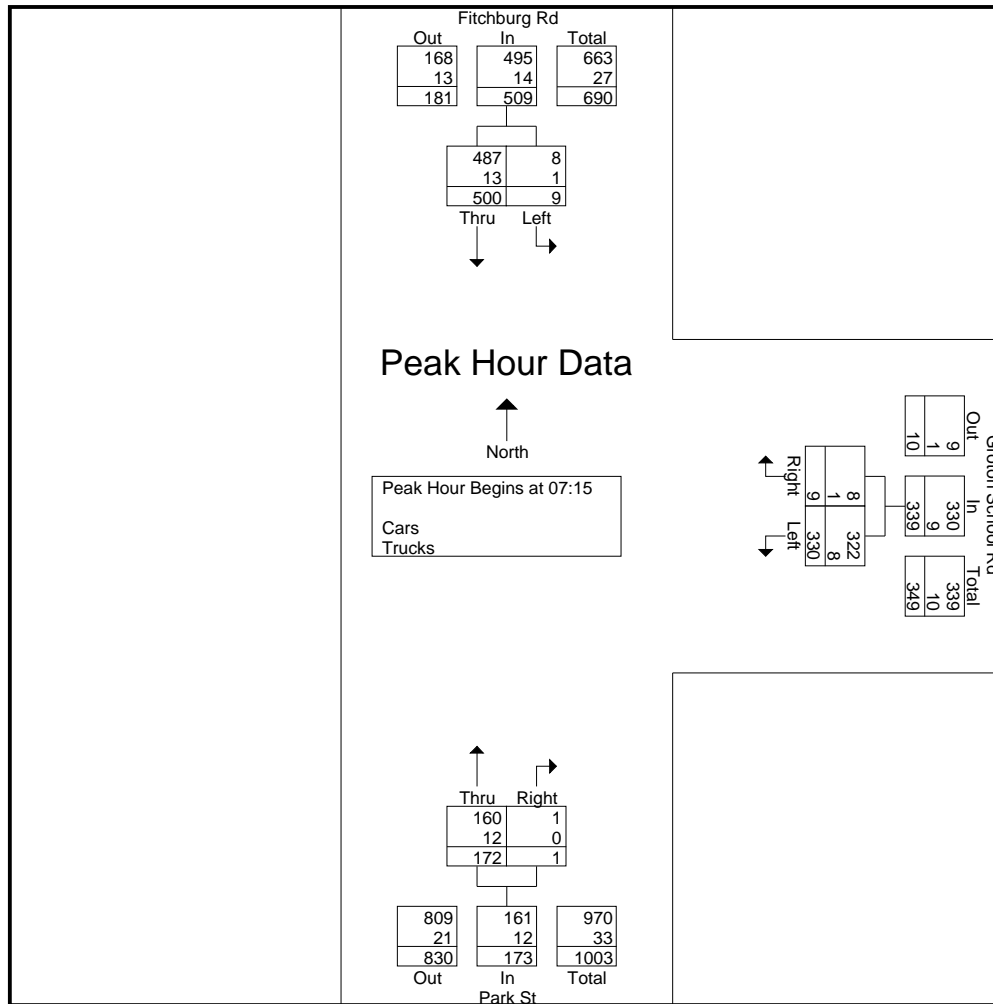 Fitchburg Rd
Out In Total
168 495 663
13 14 27
181 509 690
487 8
13 1
500 9
Thru Left
Peak Hour Data
North
Peak Hour Begins at 07:15
Cars
Trucks
Right Left
8 322
1 8
9 330
School Rd
Out In Total
9 330 339
1 9 10
10 339 349
Thru Right
160 1
12 0
172 1
809 161 970
21 12 33
830 173 1003
Out In Total
Park St